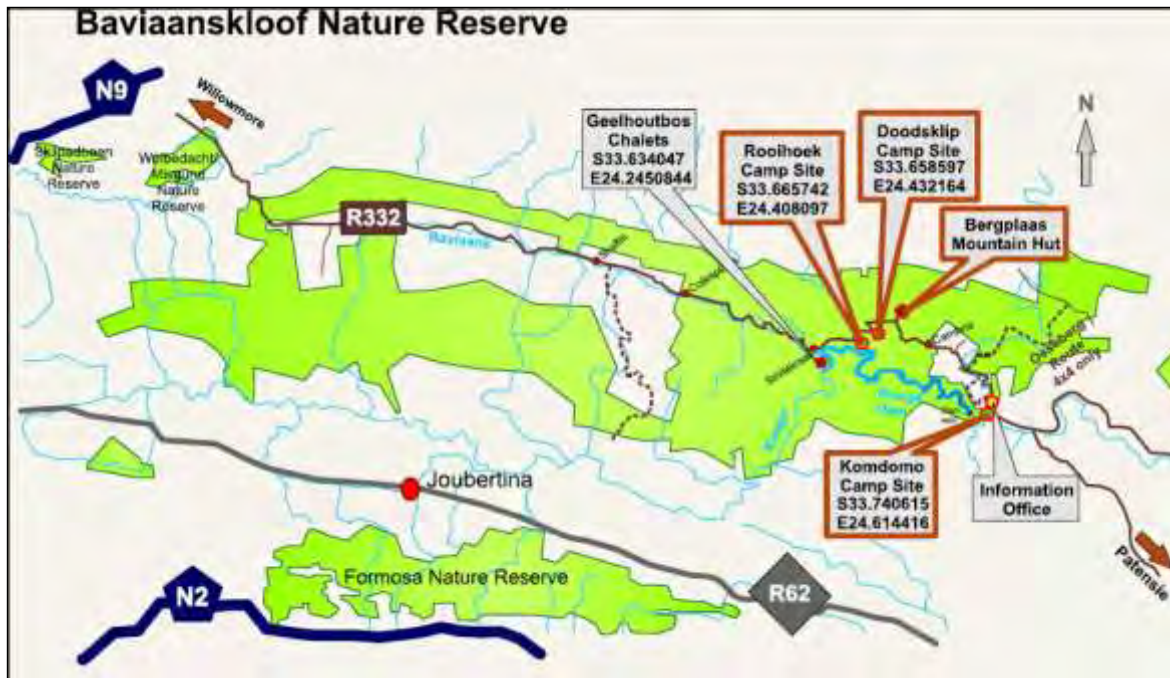 Baviaanskloof Nature Reserve
N9
Willowmore
Nature
Reserve
Nature
Reserve
R332
Baviaans
Geelhoutbos
Chalets
S33.634047
E24.2450844
Rooihoek
Camp Site
S33.665742
E24.408097
Doodsklip
Camp Site
S33.658597
E24.432164
N
Bergplaas
Mountain Hut
Route
4x4 only
Komdomo
Camp Site
S33.740615
E24.614416
Information
Office
Patensie
Joubertina
Formosa Nature Reserve
N2
R62